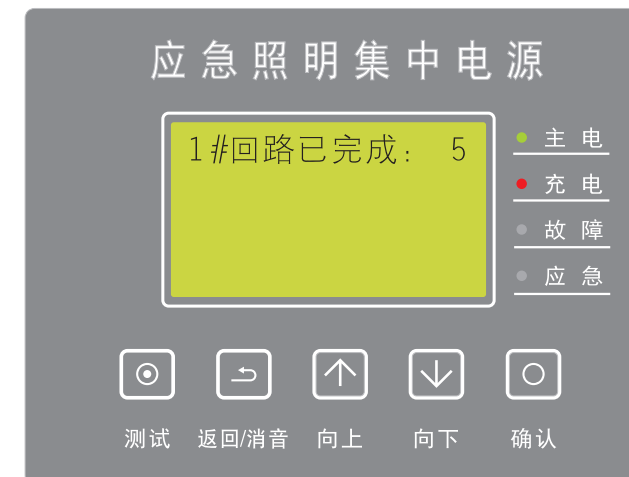 应急照明集中电源
1#回路已完成: 5
主电
充电
故障
应急
测试 返回/消音 向上 向下 确认